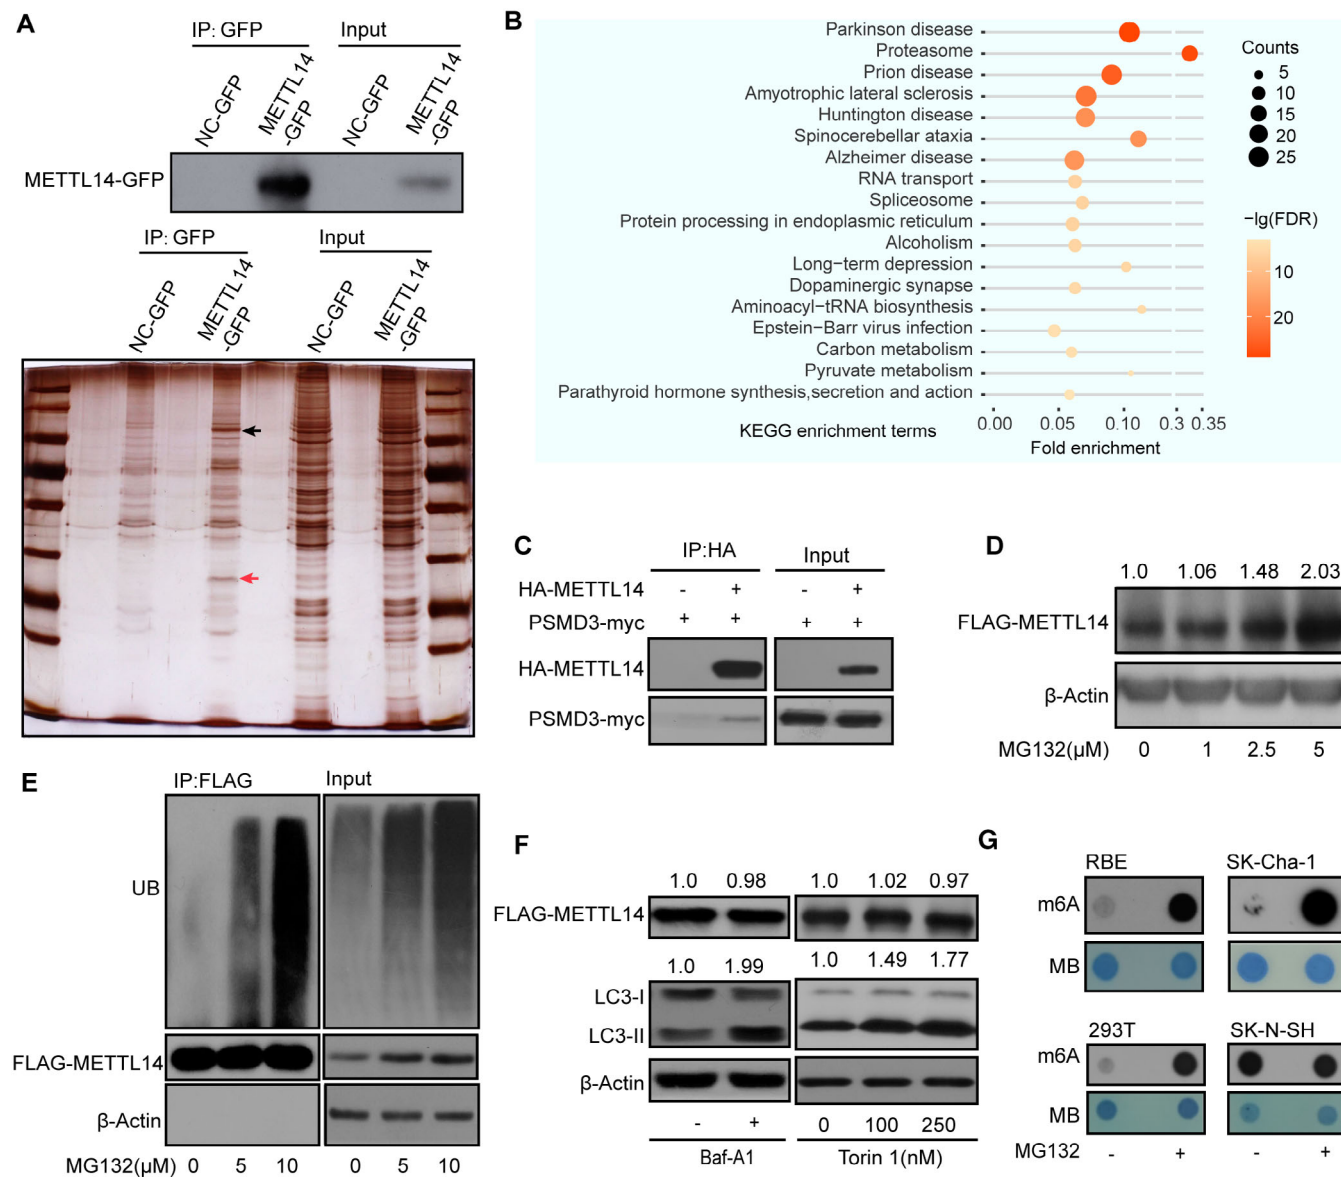 A
IP: GFP
Input
NC-GFP
METTL14
-GFP
NC-GFP
METTL14
-GFP
METTL14-GFP
IP: GFP
Input
NC-GFP
METTL14
-GFP
NC-GFP
METTL14
-GFP
B
Parkinson disease
Proteasome
Prion disease
Amyotrophic lateral sclerosis
Huntington disease
Spinocerebellar ataxia
Alzheimer disease
RNA transport
Spliceosome
Protein processing in endoplasmic reticulum
Alcoholism
Long−term depression
Dopaminergic synapse
Aminoacyl−tRNA biosynthesis
Epstein−Barr virus infection
Carbon metabolism
Pyruvate metabolism
Parathyroid hormone synthesis,secretion and action
0.00 0.05 0.10 0.3 0.35
KEGG enrichment terms
Fold enrichment
Counts
5
10
15
20
25
−lg(FDR)
10
20
C
IP:HA
Input
HA-METTL14 - + - +
PSMD3-myc + + + +
HA-METTL14
PSMD3-myc
D
1.0 1.06 1.48 2.03
FLAG-METTL14
β-Actin
MG132(μM) 0 1 2.5 5
E
IP:FLAG
Input
UB
FLAG-METTL14
β-Actin
MG132(μM) 0 5 10 0 5 10
F
1.0 0.98 1.0 1.02 0.97
FLAG-METTL14
1.0 1.99 1.0 1.49 1.77
LC3-I
LC3-II
β-Actin
- + 0 100 250
Baf-A1 Torin 1(nM)
G
RBE SK-Cha-1
m6A
MB
293T SK-N-SH
m6A
MB
MG132 - + - +